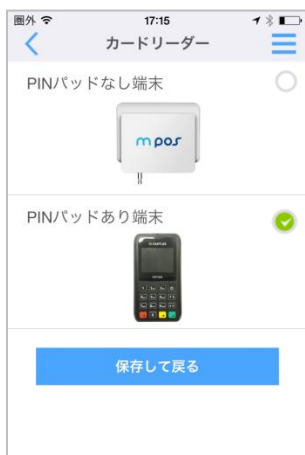 圏外 17:15
カードリーダー
PINパッドなし端末
m pos
PINパッドあり端末
保存して戻る